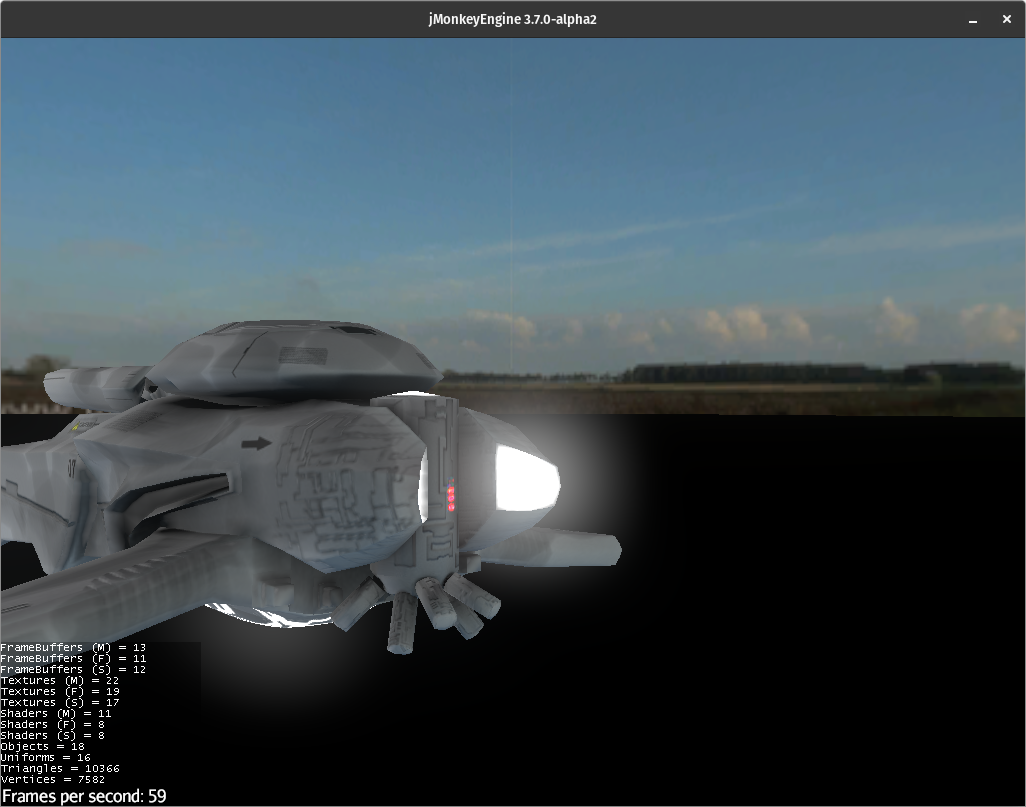 jMonkeyEngine 3.7.0-alpha2
FrameBuffers (M) = 13
FrameBuffers (F) = 11
FrameBuffers (S) = 12
Textures (M) = 22
Textures (F) = 19
Textures (S) = 17
Shaders (M) = 11
Shaders (F) = 8
Shaders (S) = 8
Objects = 18
Uniforms = 16
Triangles = 10366
Vertices = 7582
Frames per second: 59